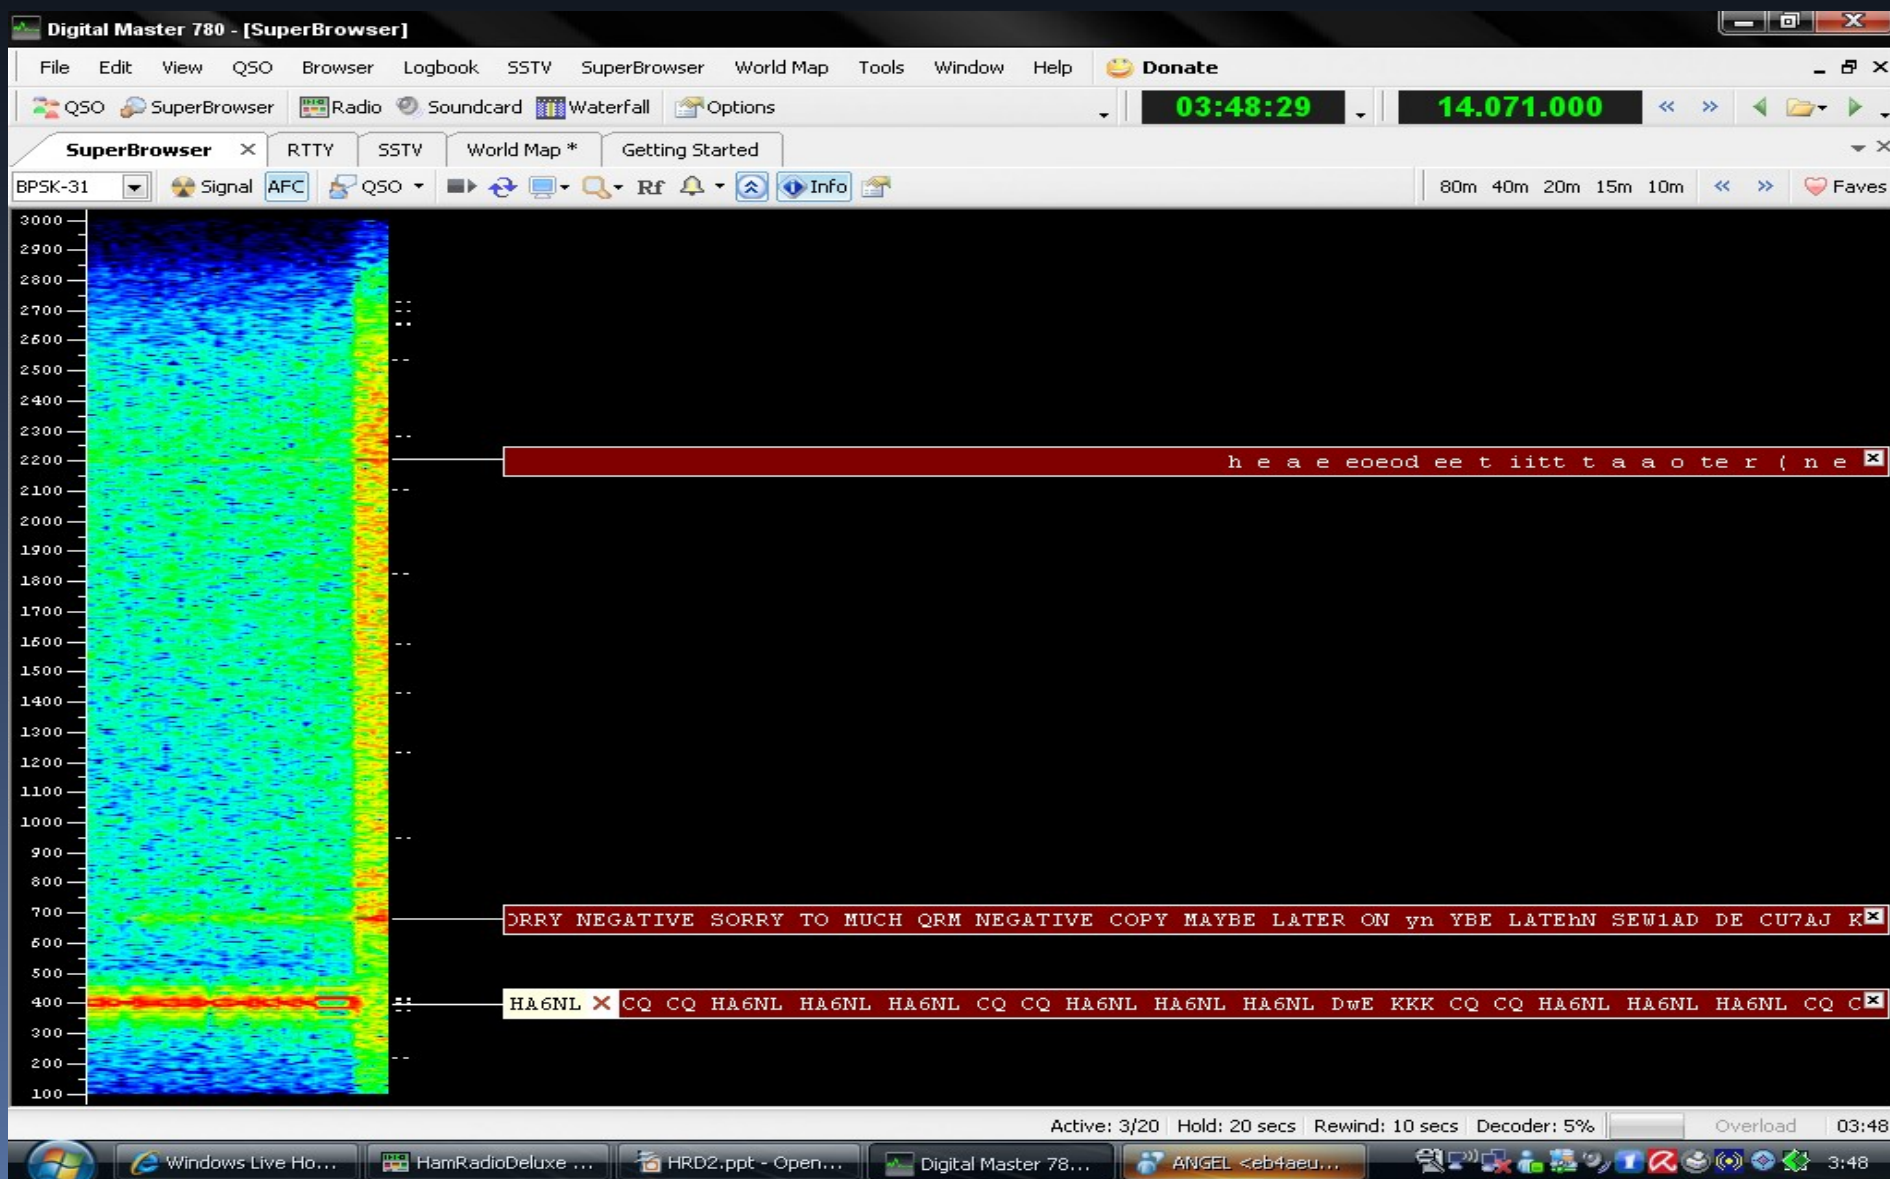 Digital Master 780 - [SuperBrowser]
File Edit View QSO Browser Logbook SSTV SuperBrowser World Map Tools Window Help Donate
QSO SuperBrowser Radio Soundcard Waterfall Options 03:48:29 14.071.000
SuperBrowser RTTY SSTV World Map * Getting Started
BPSK-31 Signal AFC QSO Rf Info 80m 40m 20m 15m 10m Faves
3000
2900
2800
2700
2600
2500
2400
2300
2200 h e a e eoeod ee t iitt t a a o te r ( n e
2100
2000
1900
1800
1700
1600
1500
1400
1300
1200
1100
1000
900
800
700 ORRY NEGATIVE SORRY TO MUCH QRM NEGATIVE COPY MAYBE LATER ON yn YBE LATEhN SEW1AD DE CU7AJ K
600
500
400 HA6NL CQ CQ HA6NL HA6NL HA6NL CQ CQ HA6NL HA6NL HA6NL DwE KKK CQ CQ HA6NL HA6NL HA6NL CQ C
300
200
100
Active: 3/20 Hold: 20 secs Rewind: 10 secs Decoder: 5% Overload 03:48
Windows Live Ho... HamRadioDeluxe ... HRD2.ppt - Open... Digital Master 78... ANGEL <eb4aeu... 3:48